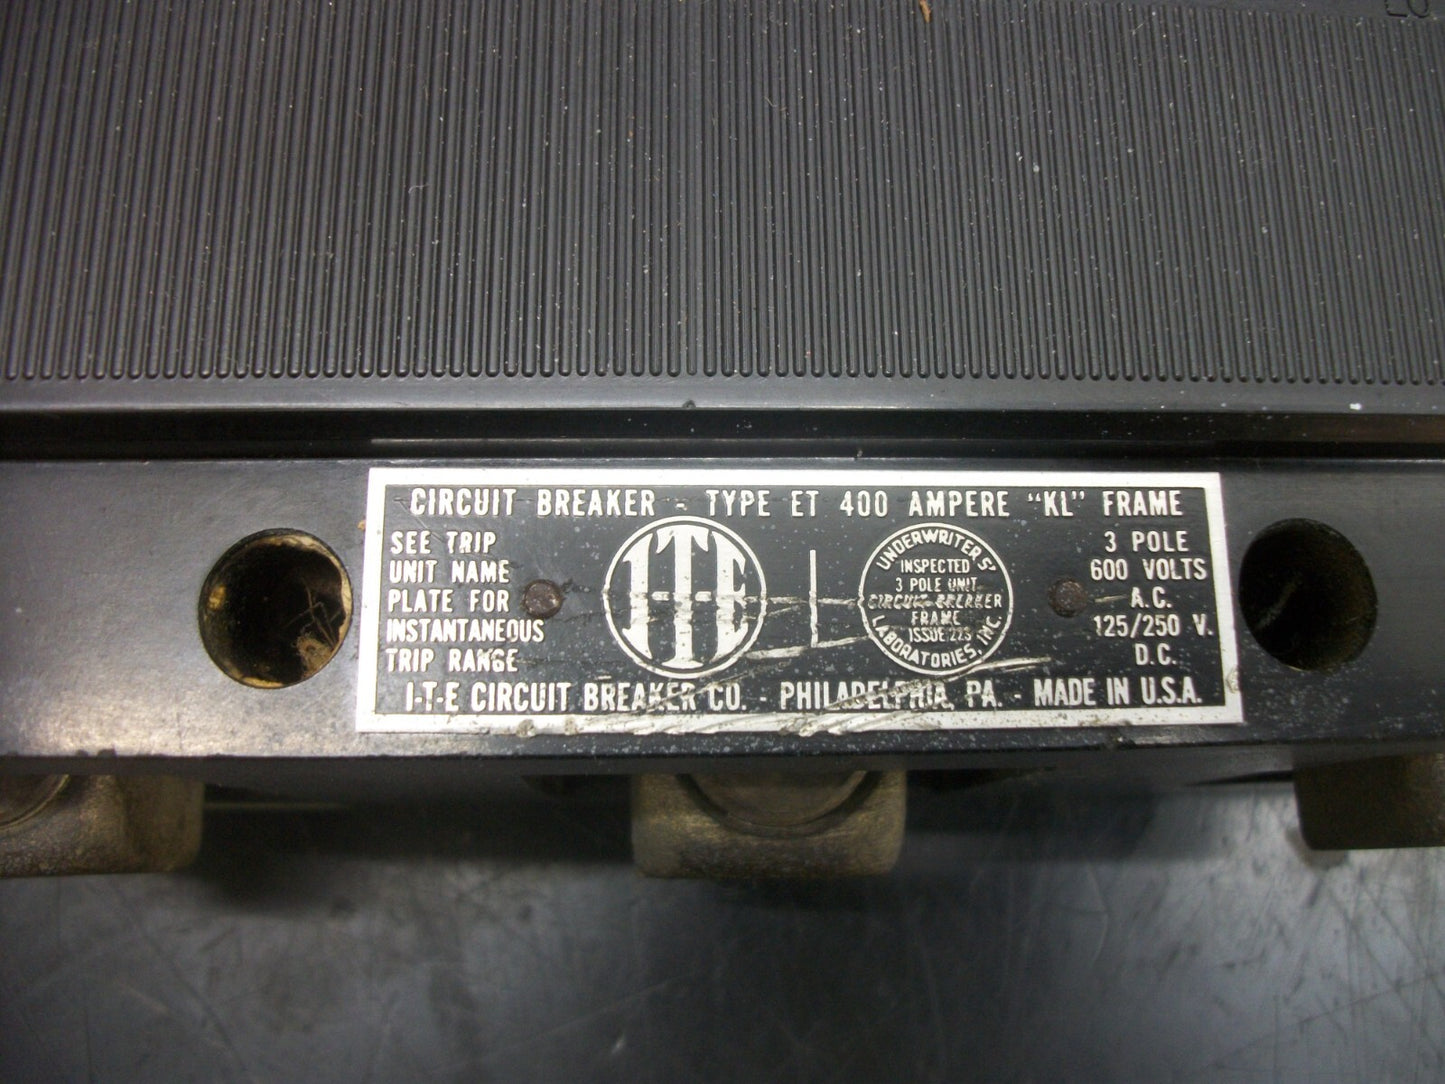 CIRCUIT BREAKER - TYPE ET 400 AMPERE "KL" FRAME
SEE TRIP
UNIT NAME
PLATE FOR
INSTANTANEOUS
TRIP RANGE
I-T-E
UNDERWRITERS'
INSPECTED
3 POLE UNIT
CIRCUIT BREAKER
FRAME
ISSUE 223
LABORATORIES, INC.
3 POLE
600 VOLTS
A.C.
125/250 V.
D.C.
I-T-E CIRCUIT BREAKER CO. - PHILADELPHIA, PA. - MADE IN U.S.A.